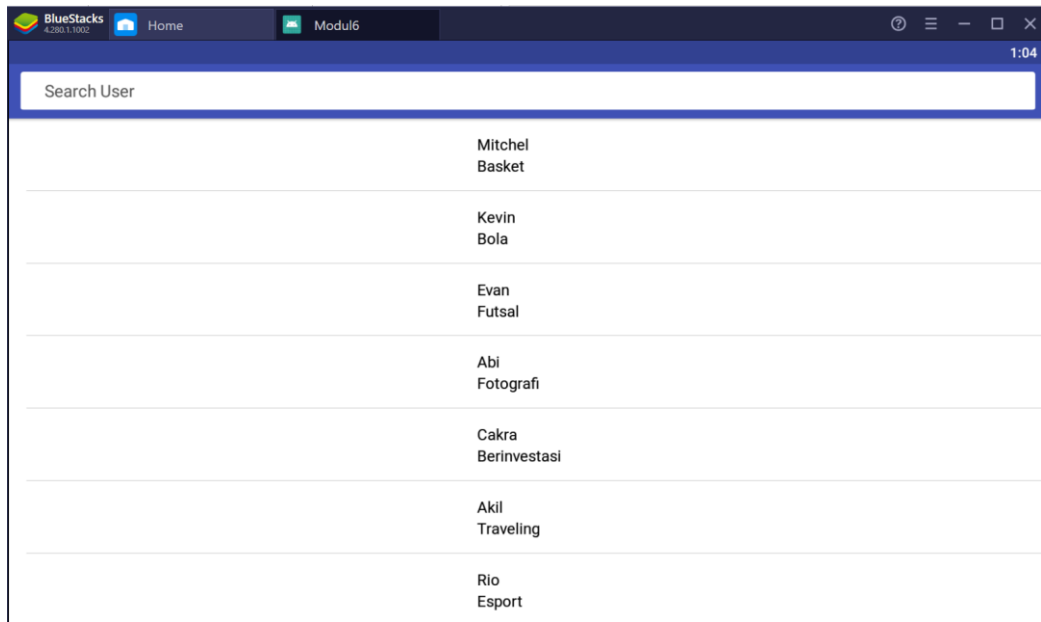 BlueStacks
4.280.1.1002
Home
Modul6
1:04
Search User
Mitchel
Basket
Kevin
Bola
Evan
Futsal
Abi
Fotografi
Cakra
Berinvestasi
Akil
Traveling
Rio
Esport